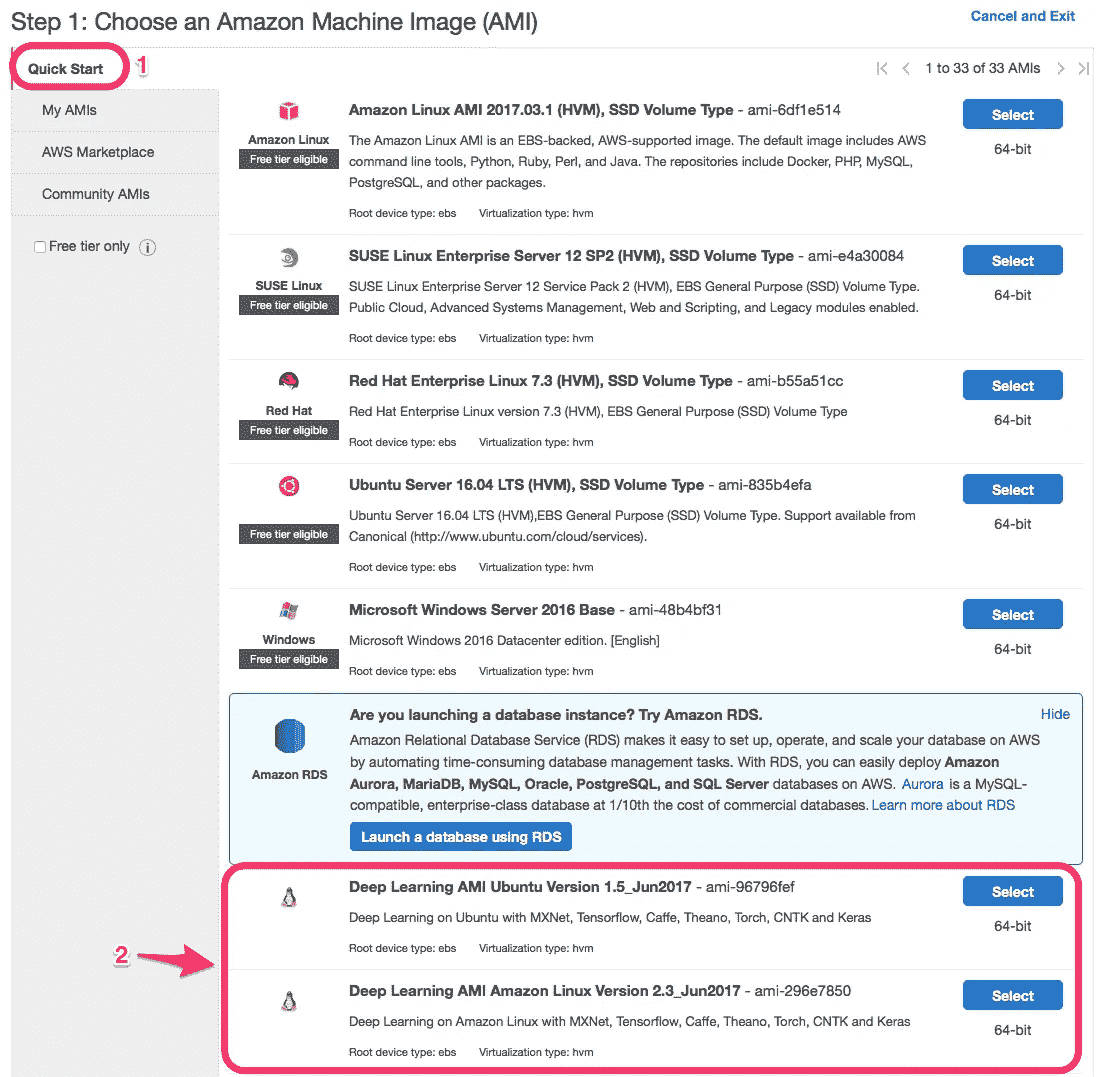 Step 1: Choose an Amazon Machine Image (AMI)
Cancel and Exit
Quick Start
1
1 to 33 of 33 AMIs
My AMIs
AWS Marketplace
Community AMIs
Free tier only
i
Amazon Linux
Free tier eligible
Amazon Linux AMI 2017.03.1 (HVM), SSD Volume Type - ami-6df1e514
The Amazon Linux AMI is an EBS-backed, AWS-supported image. The default image includes AWS
command line tools, Python, Ruby, Perl, and Java. The repositories include Docker, PHP, MySQL,
PostgreSQL, and other packages.
Root device type: ebs Virtualization type: hvm
Select
64-bit
SUSE Linux
Free tier eligible
SUSE Linux Enterprise Server 12 SP2 (HVM), SSD Volume Type - ami-e4a30084
SUSE Linux Enterprise Server 12 Service Pack 2 (HVM), EBS General Purpose (SSD) Volume Type.
Public Cloud, Advanced Systems Management, Web and Scripting, and Legacy modules enabled.
Root device type: ebs Virtualization type: hvm
Select
64-bit
Red Hat
Free tier eligible
Red Hat Enterprise Linux 7.3 (HVM), SSD Volume Type - ami-b55a51cc
Red Hat Enterprise Linux version 7.3 (HVM), EBS General Purpose (SSD) Volume Type
Root device type: ebs Virtualization type: hvm
Select
64-bit
Free tier eligible
Ubuntu Server 16.04 LTS (HVM), SSD Volume Type - ami-835b4efa
Ubuntu Server 16.04 LTS (HVM),EBS General Purpose (SSD) Volume Type. Support available from
Canonical (http://www.ubuntu.com/cloud/services).
Root device type: ebs Virtualization type: hvm
Select
64-bit
Windows
Free tier eligible
Microsoft Windows Server 2016 Base - ami-48b4bf31
Microsoft Windows 2016 Datacenter edition. [English]
Root device type: ebs Virtualization type: hvm
Select
64-bit
Amazon RDS
Are you launching a database instance? Try Amazon RDS.
Hide
Amazon Relational Database Service (RDS) makes it easy to set up, operate, and scale your database on AWS
by automating time-consuming database management tasks. With RDS, you can easily deploy Amazon
Aurora, MariaDB, MySQL, Oracle, PostgreSQL, and SQL Server databases on AWS. Aurora is a MySQL-
compatible, enterprise-class database at 1/10th the cost of commercial databases. Learn more about RDS
Launch a database using RDS
2
Deep Learning AMI Ubuntu Version 1.5_Jun2017 - ami-96796fef
Deep Learning on Ubuntu with MXNet, Tensorflow, Caffe, Theano, Torch, CNTK and Keras
Root device type: ebs Virtualization type: hvm
Select
64-bit
Deep Learning AMI Amazon Linux Version 2.3_Jun2017 - ami-296e7850
Deep Learning on Amazon Linux with MXNet, Tensorflow, Caffe, Theano, Torch, CNTK and Keras
Root device type: ebs Virtualization type: hvm
Select
64-bit